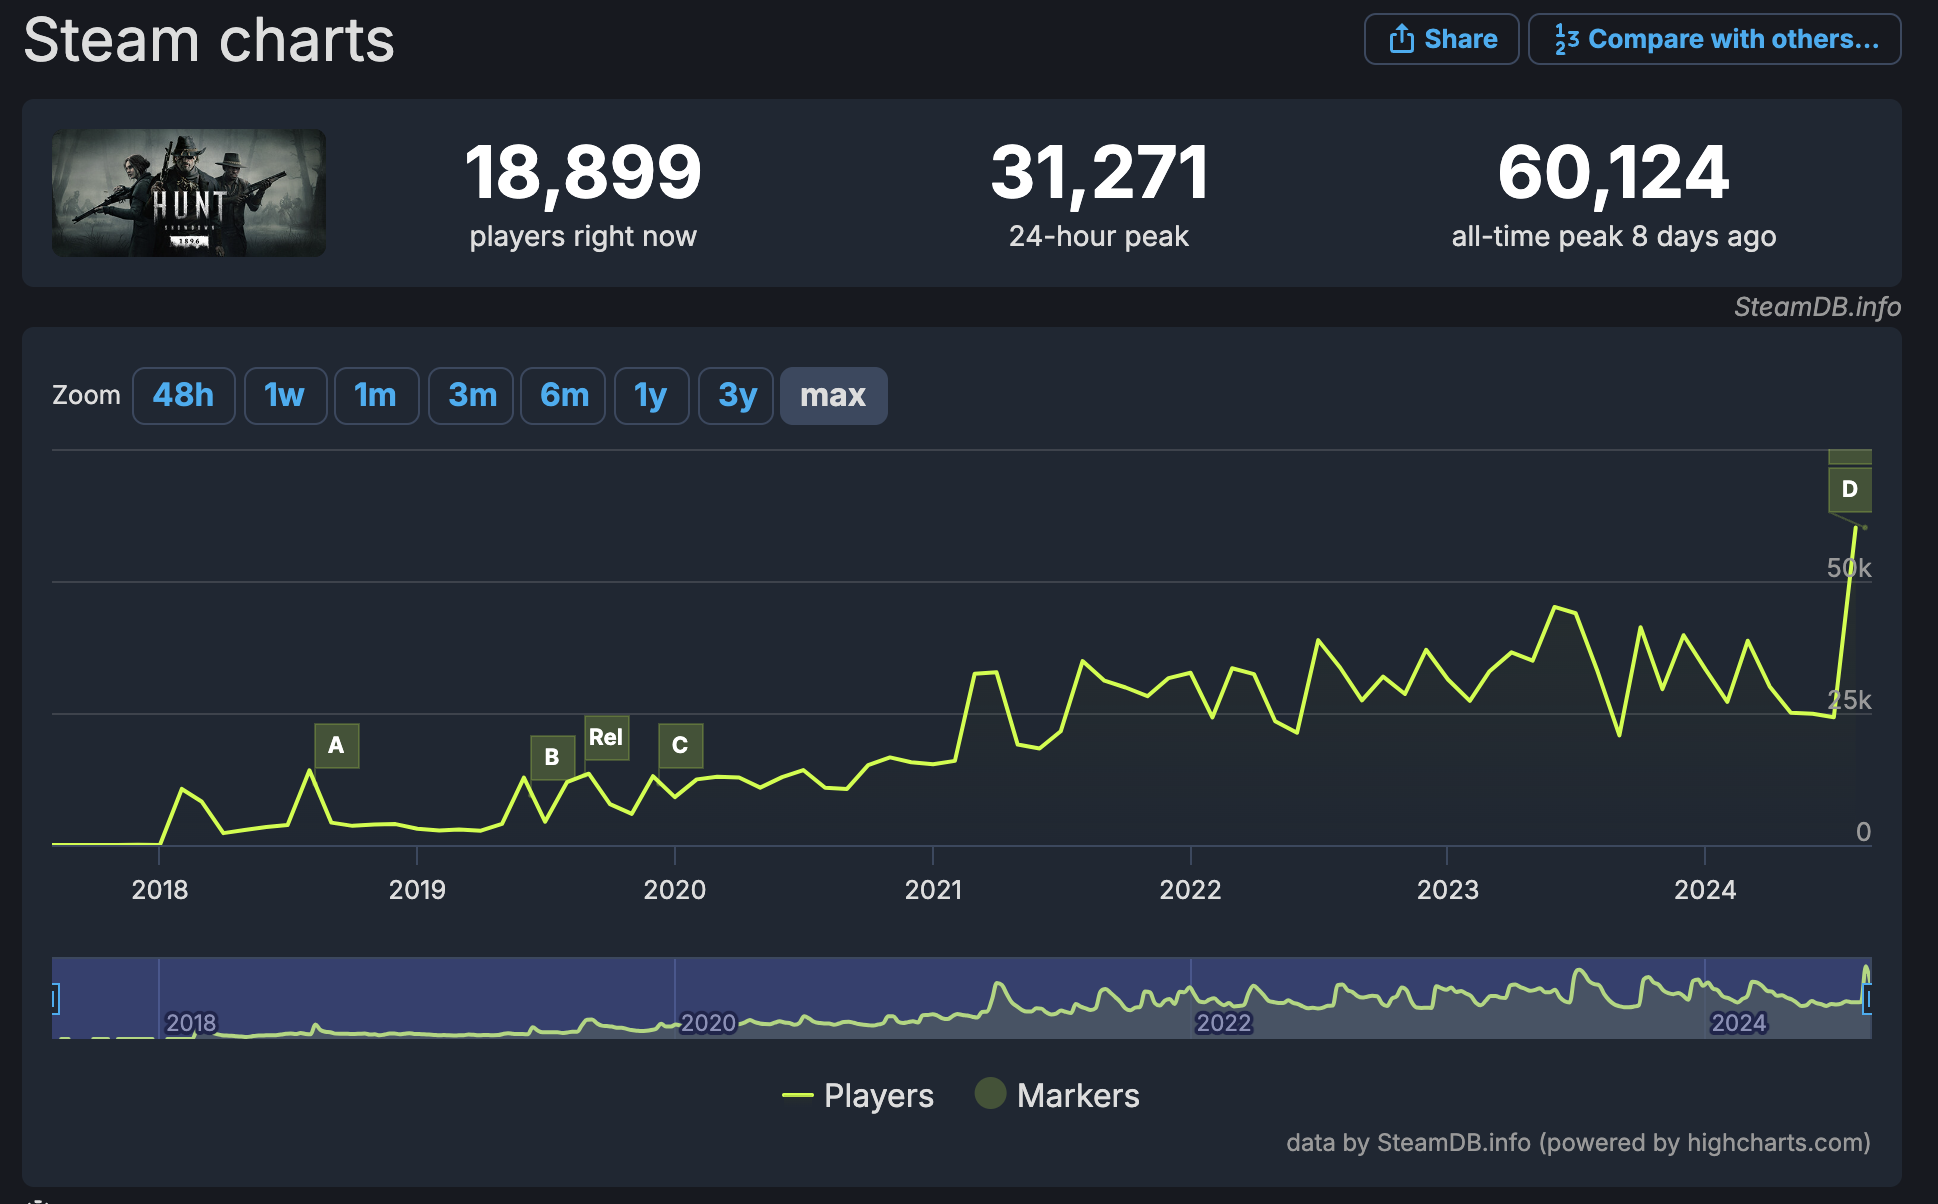 Steam charts
Share
Compare with others...
HUNT
SHOWDOWN
1896
18,899
players right now
31,271
24-hour peak
60,124
all-time peak 8 days ago
SteamDB.info
Zoom
48h
1w
1m
3m
6m
1y
3y
max
D
50k
25k
A
B
Rel
C
0
2018
2019
2020
2021
2022
2023
2024
2018
2020
2022
2024
Players
Markers
data by SteamDB.info (powered by highcharts.com)